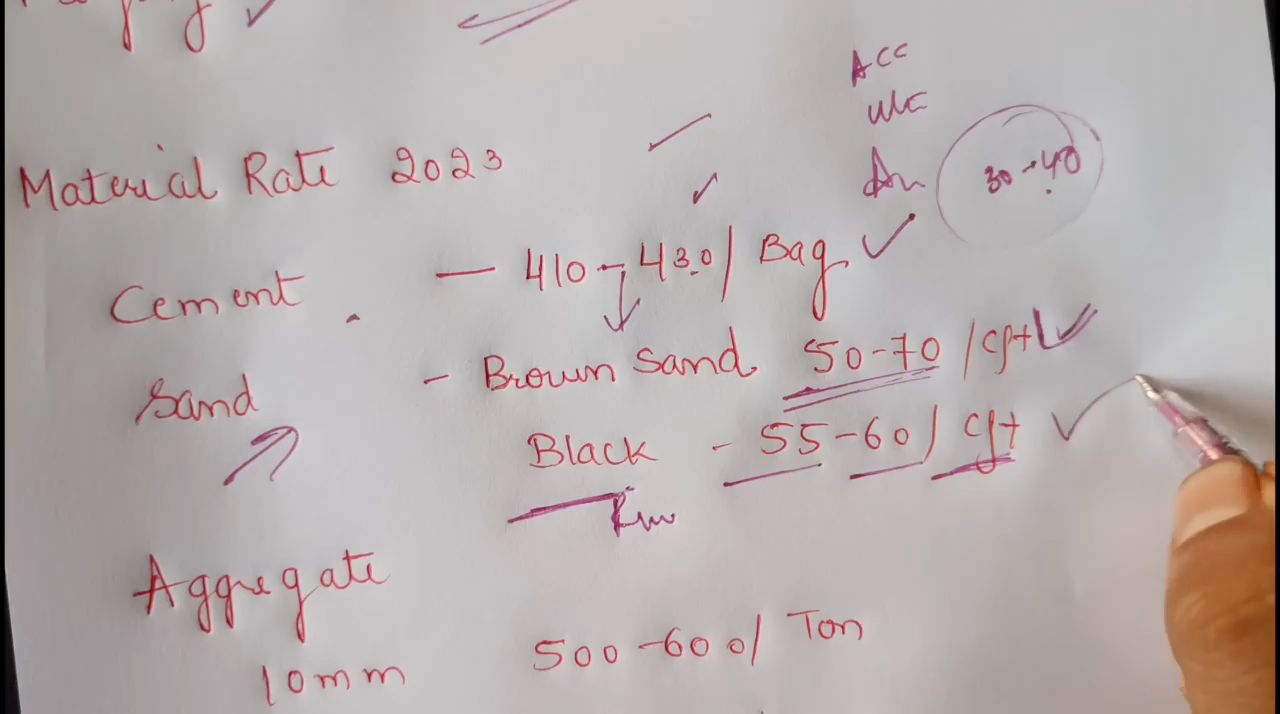 ACC
Material Rate 2023
30-40
Cement - 410-430/ Bag
Sand - Brown Sand 50-70 /cft
Black - 55-60/ cft
Aggregate
10mm 500-600/ Ton